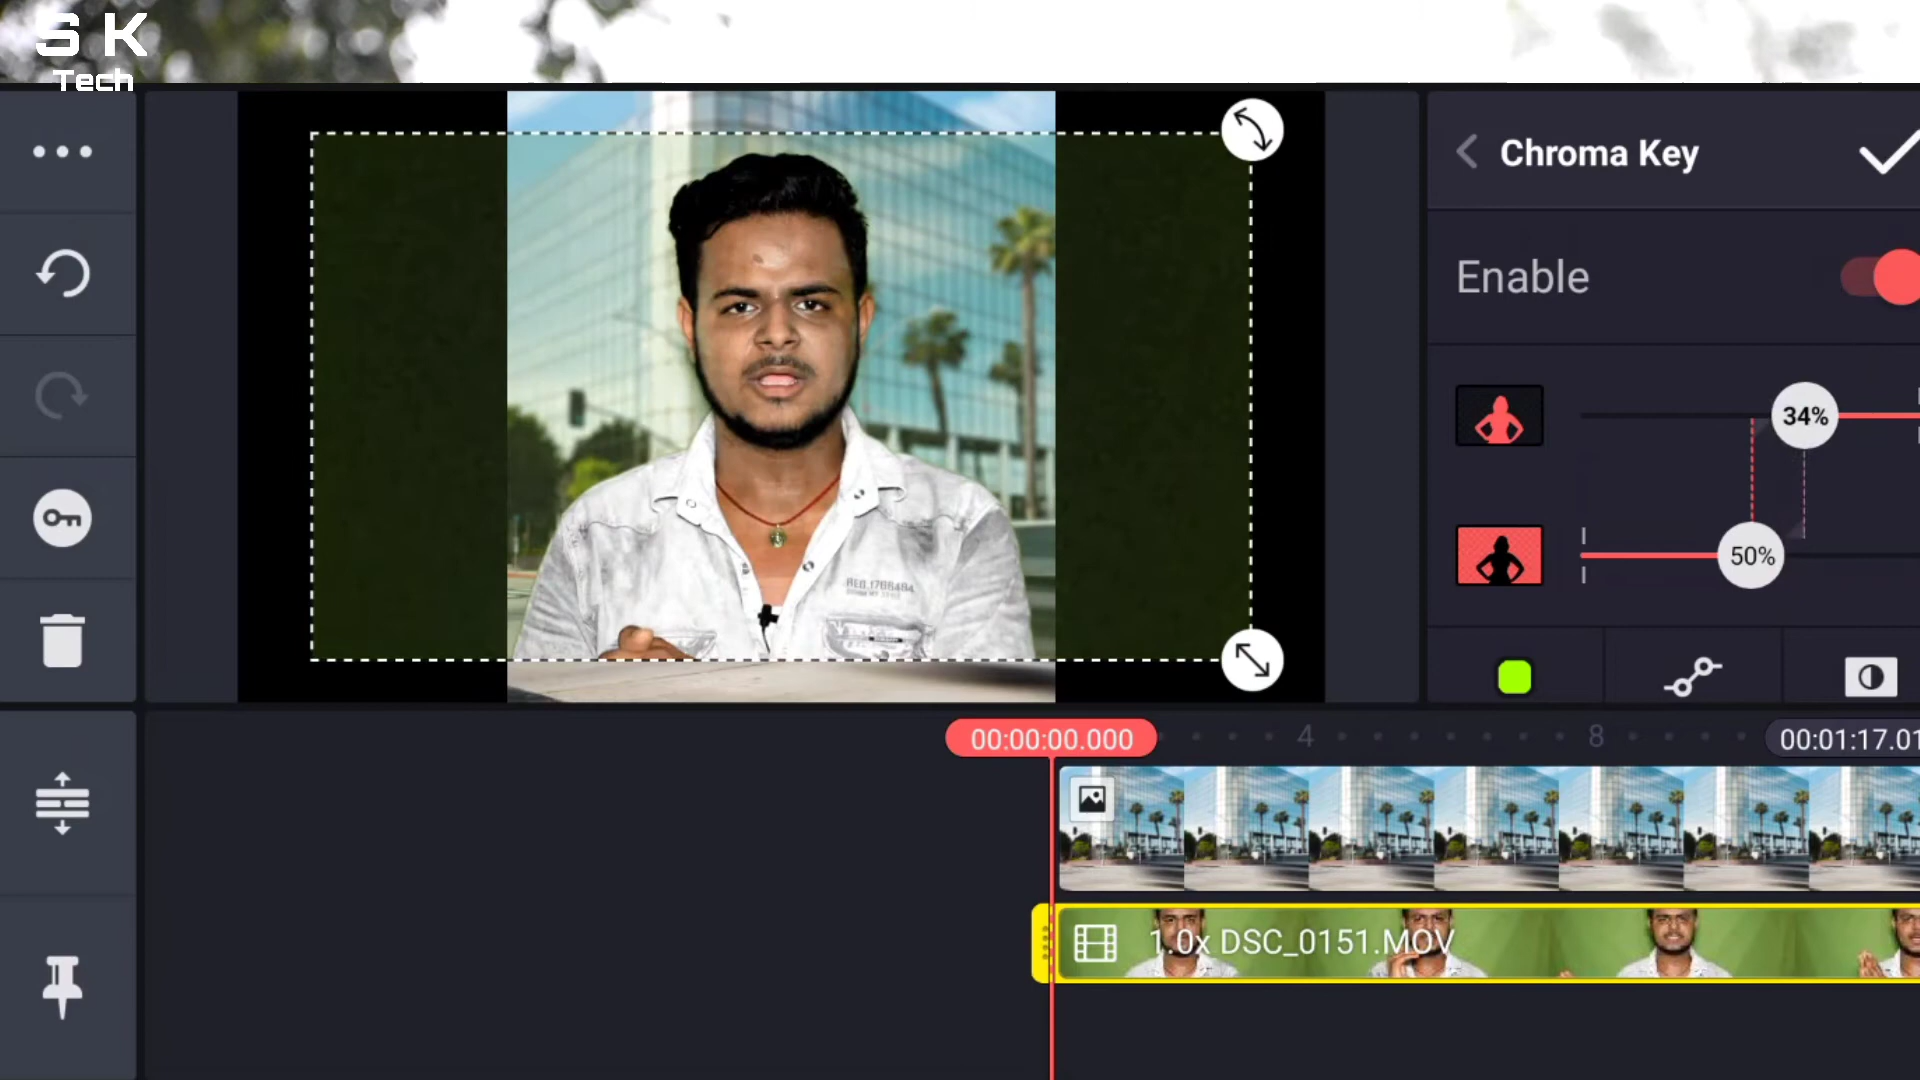 S K
Tech
Chroma Key
Enable
34%
50%
00:00:00.000
4
8
00:01:17.01
1.0x DSC_0151.MOV